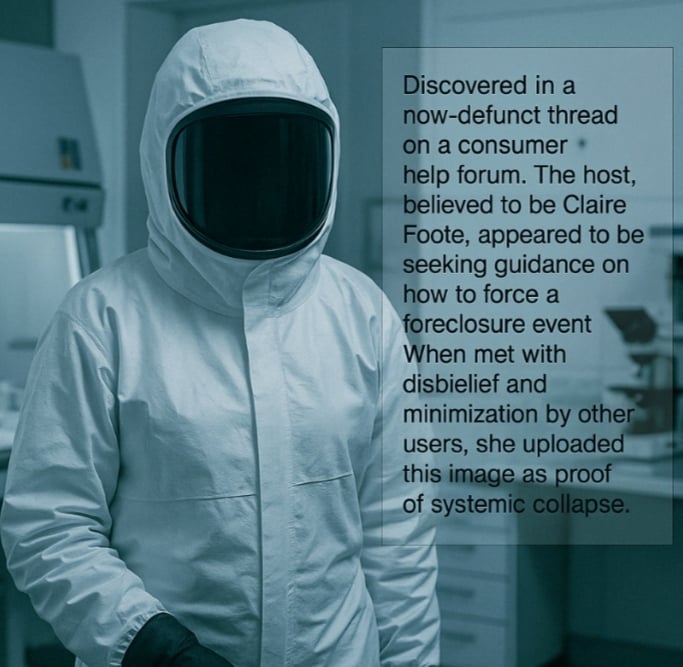 Discovered in a
now-defunct thread
on a consumer
help forum. The host,
believed to be Claire
Foote, appeared to be
seeking guidance on
how to force a
foreclosure event
When met with
disbielief and
minimization by other
users, she uploaded
this image as proof
of systemic collapse.